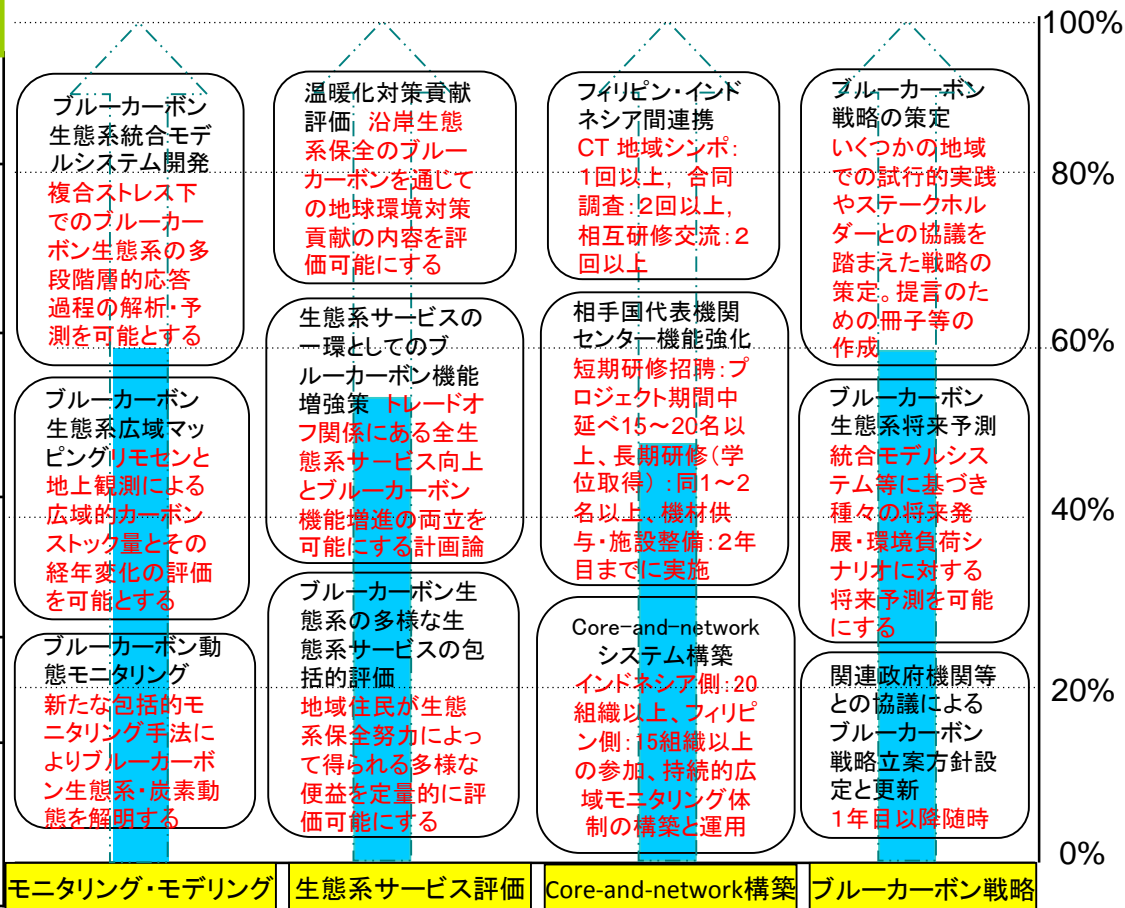 100%
80%
60%
40%
20%
0%
ブルーカーボン
生態系統合モデ
ルシステム開発
複合ストレス下
でのブルーカー
ボン生態系の多
段階層的応答
過程の解析・予
測を可能とする
ブルーカーボン
生態系広域マッ
ピングリモセンと
地上観測による
広域的カーボン
ストック量とその
経年変化の評価
を可能とする
ブルーカーボン動
態モニタリング
新たな包括的モ
ニタリング手法に
よりブルーカーボ
ン生態系・炭素動
態を解明する
モニタリング・モデリング
温暖化対策貢献
評価 沿岸生態
系保全のブルー
カーボンを通じて
の地球環境対策
貢献の内容を評
価可能にする
生態系サービスの
一環としてのブ
ルーカーボン機能
増強策 トレードオ
フ関係にある全生
態系サービス向上
とブルーカーボン
機能増進の両立を
可能にする計画論
ブルーカーボン生
態系の多様な生
態系サービスの包
括的評価
地域住民が生態
系保全努力によっ
て得られる多様な
便益を定量的に評
価可能にする
生態系サービス評価
フィリピン・インド
ネシア間連携
CT 地域シンポ:
1回以上, 合同
調査:2回以上,
相互研修交流:2
回以上
相手国代表機関
センター機能強化
短期研修招聘:プ
ロジェクト期間中
延べ15～20名以
上、長期研修(学
位取得):同1～2
名以上、機材供
与・施設整備:2年
目までに実施
Core-and-network
システム構築
インドネシア側:20
組織以上、フィリピ
ン側:15組織以上
の参加、持続的広
域モニタリング体
制の構築と運用
Core-and-network構築
ブルーカーボン
戦略の策定
いくつかの地域
での試行的実践
やステークホル
ダーとの協議を
踏まえた戦略の
策定。提言のた
めの冊子等の
作成
ブルーカーボン
生態系将来予測
統合モデルシス
テム等に基づき
種々の将来発
展・環境負荷シ
ナリオに対する
将来予測を可能
にする
関連政府機関等
との協議による
ブルーカーボン
戦略立案方針設
定と更新
1年目以降随時
ブルーカーボン戦略